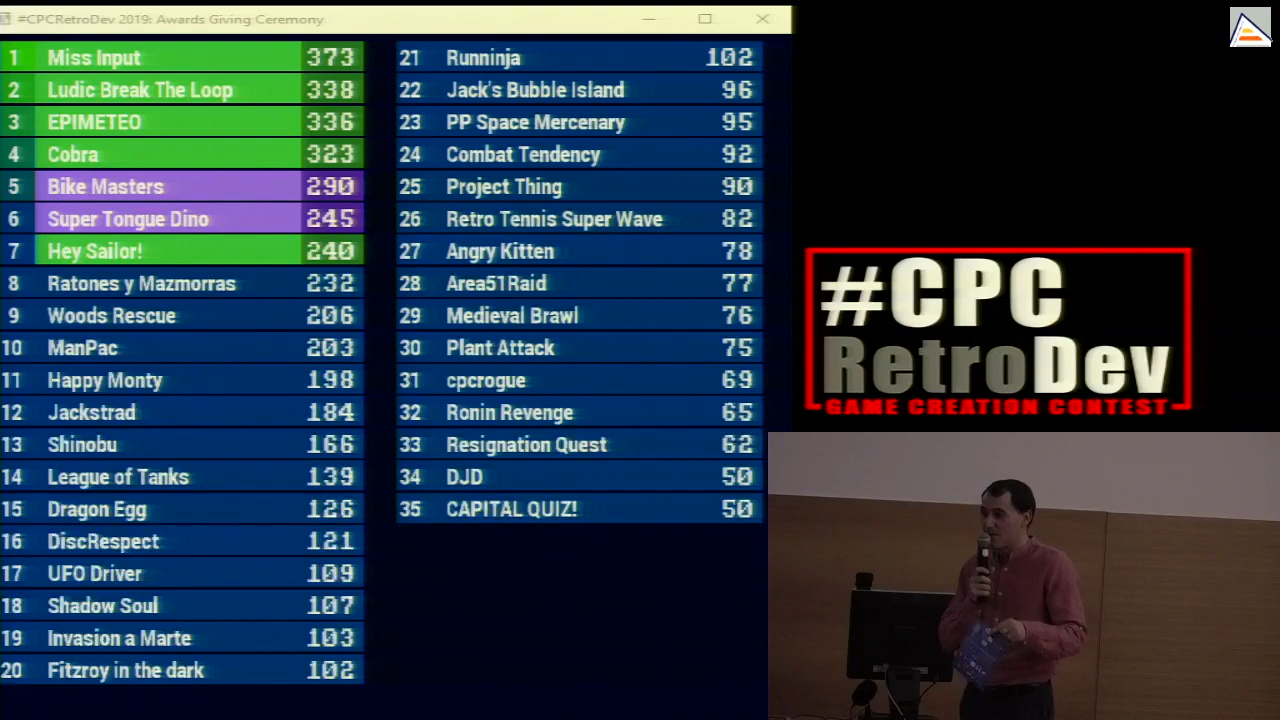 #CPCRetroDev 2019: Awards Giving Ceremony
1 Miss Input 373
2 Ludic Break The Loop 338
3 EPIMETEO 336
4 Cobra 323
5 Bike Masters 290
6 Super Tongue Dino 245
7 Hey Sailor! 240
8 Ratones y Mazmorras 232
9 Woods Rescue 206
10 ManPac 203
11 Happy Monty 198
12 Jackstrad 184
13 Shinobu 166
14 League of Tanks 139
15 Dragon Egg 126
16 DiscRespect 121
17 UFO Driver 109
18 Shadow Soul 107
19 Invasion a Marte 103
20 Fitzroy in the dark 102
21 Runninja 102
22 Jack's Bubble Island 96
23 PP Space Mercenary 95
24 Combat Tendency 92
25 Project Thing 90
26 Retro Tennis Super Wave 82
27 Angry Kitten 78
28 Area51Raid 77
29 Medieval Brawl 76
30 Plant Attack 75
31 cpcrogue 69
32 Ronin Revenge 65
33 Resignation Quest 62
34 DJD 50
35 CAPITAL QUIZ! 50
#CPC
RetroDev
GAME CREATION CONTEST